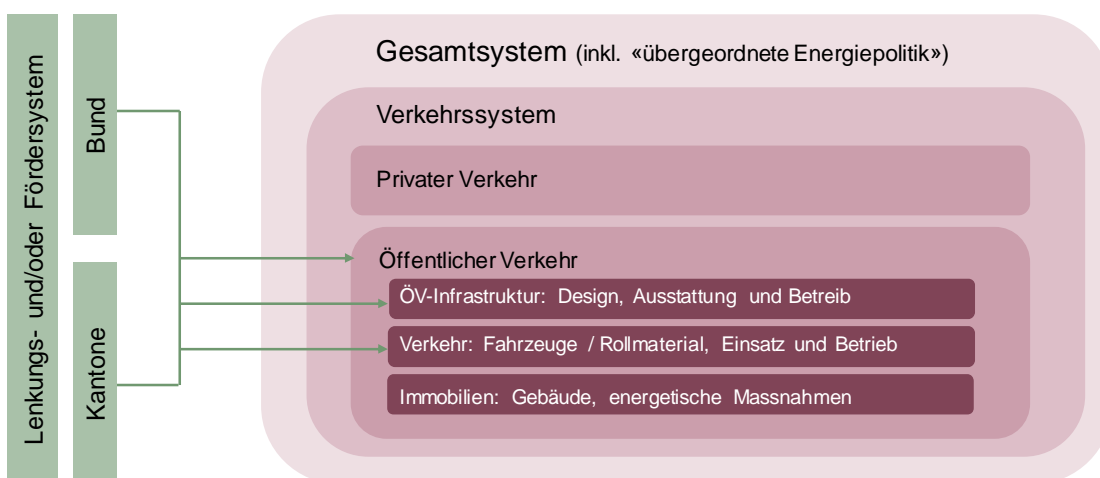 Lenkungs- und/oder Fördersystem
Bund
Kantone
Gesamtsystem (inkl. «übergeordnete Energiepolitik»)
Verkehrssystem
Privater Verkehr
Öffentlicher Verkehr
ÖV-Infrastruktur: Design, Ausstattung und Betreib
Verkehr: Fahrzeuge / Rollmaterial, Einsatz und Betrieb
Immobilien: Gebäude, energetische Massnahmen